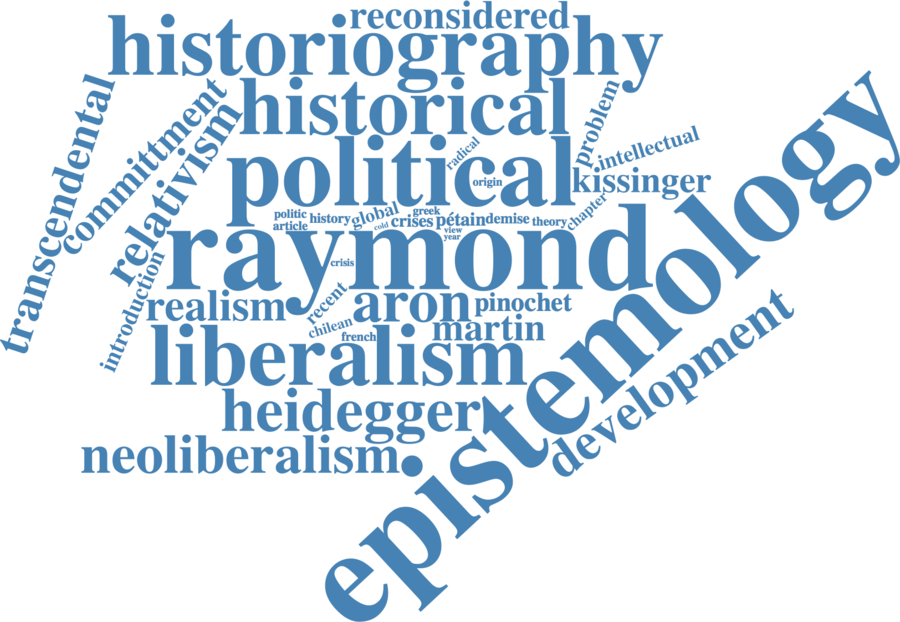 reconsidered
historiography
historical
transcendental
committment
relativism
problem
intellectual
political
radical
origin
kissinger
epistemology
politic
history
global
cold
crises
greek
pétain
view
year
demise
theory
chapter
article
raymond
crisis
introduction
realism
recent
aron
pinochet
chilean
french
martin
liberalism
development
heidegger
neoliberalism